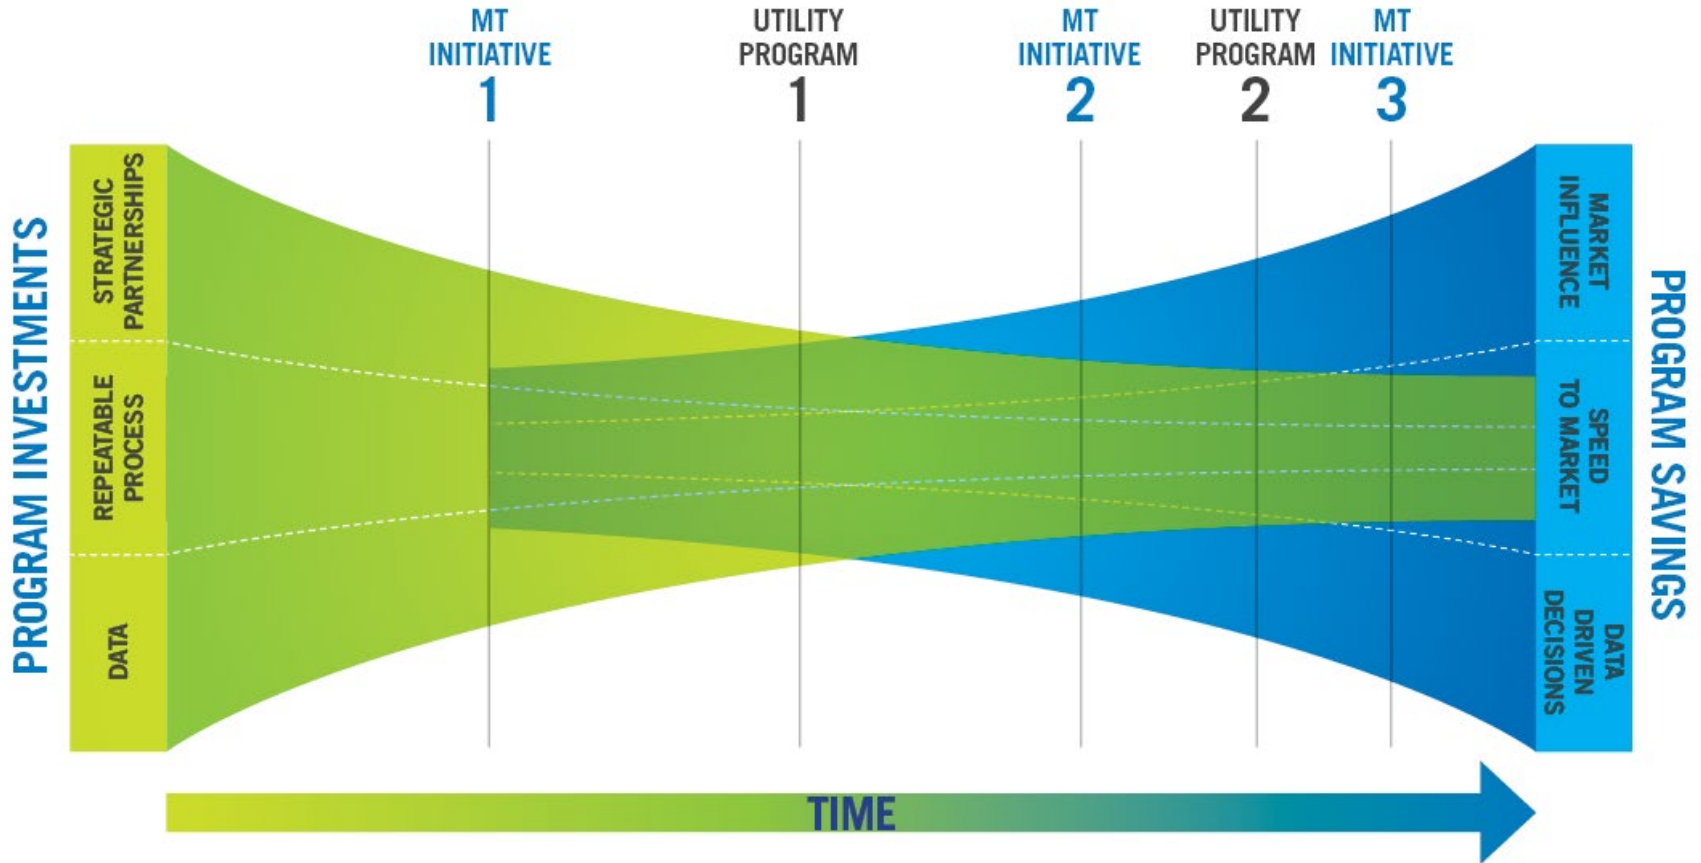 MT
INITIATIVE
1
UTILITY
PROGRAM
1
MT
INITIATIVE
2
UTILITY
PROGRAM
2
MT
INITIATIVE
3
PROGRAM INVESTMENTS
STRATEGIC
PARTNERSHIPS
REPEATABLE
PROCESS
DATA
MARKET
INFLUENCE
SPEED
TO MARKET
DATA
DRIVEN
DECISIONS
PROGRAM SAVINGS
TIME